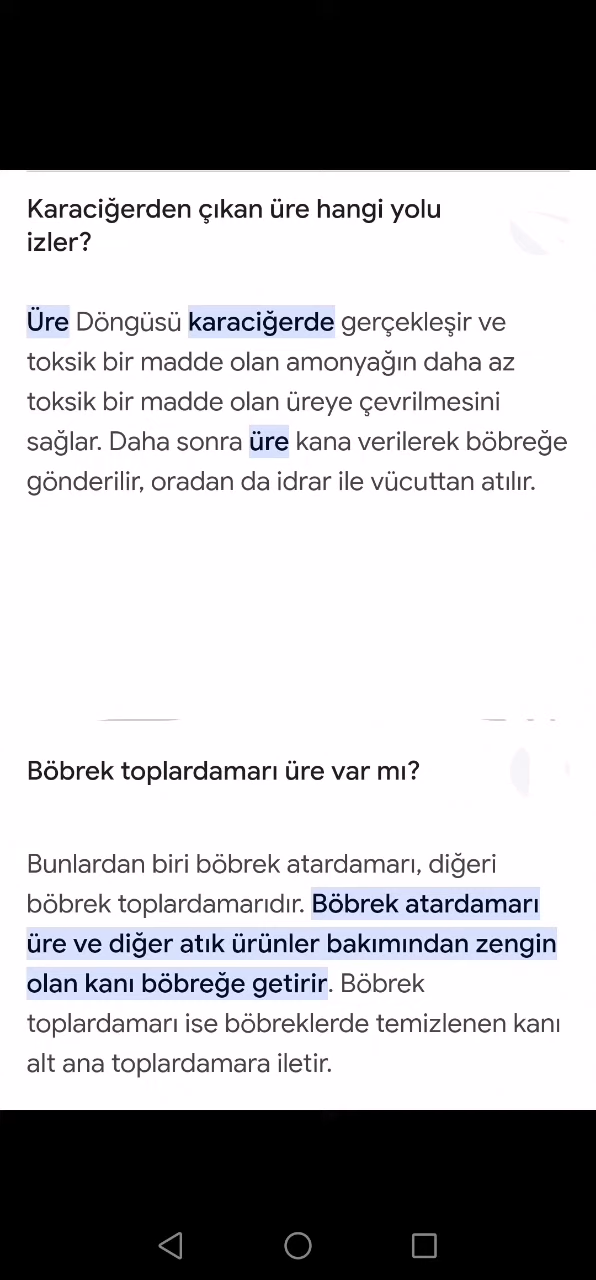 Karaciğerden çıkan üre hangi yolu
izler?
Üre Döngüsü karaciğerde gerçekleşir ve
toksik bir madde olan amonyağın daha az
toksik bir madde olan üreye çevrilmesini
sağlar. Daha sonra üre kana verilerek böbreğe
gönderilir, oradan da idrar ile vücuttan atılır.
Böbrek toplardamarı üre var mı?
Bunlardan biri böbrek atardamarı, diğeri
böbrek toplardamarıdır. Böbrek atardamarı
üre ve diğer atık ürünler bakımından zengin
olan kanı böbreğe getirir. Böbrek
toplardamarı ise böbreklerde temizlenen kanı
alt ana toplardamara iletir.